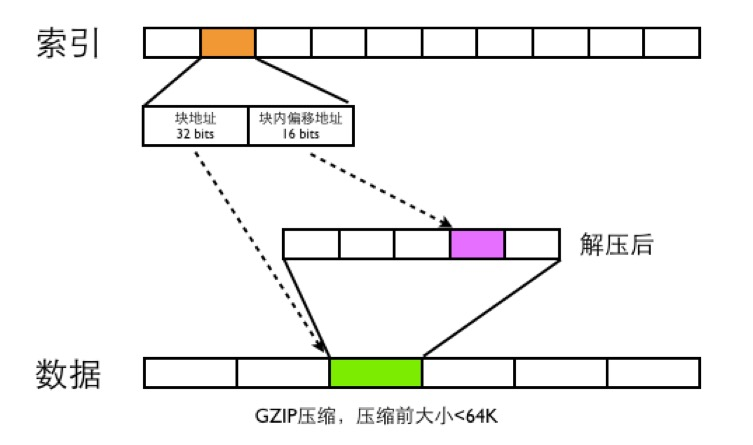 索引
块地址
32 bits
块内偏移地址
16 bits
解压后
数据
GZIP压缩，压缩前大小<64K